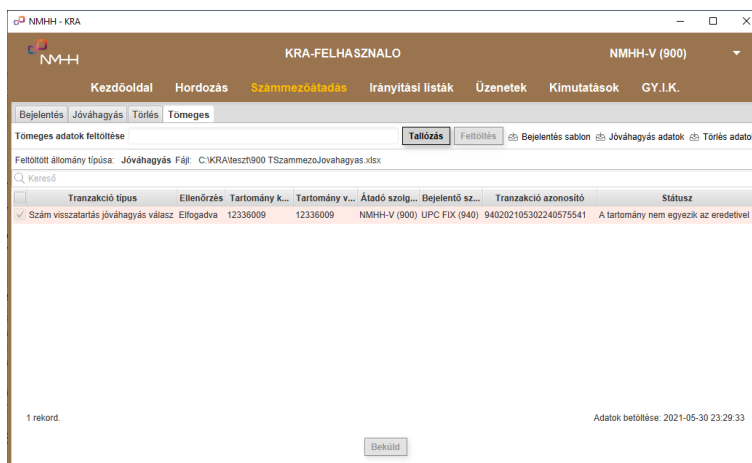 NMHH - KRA
NMHH KRA-FELHASZNALO NMHH-V (900)
Kezdőoldal Hordozás Számmezőátadás Irányítási listák Üzenetek Kimutatások GY.I.K.
Bejelentés Jóváhagyás Törlés Tömeges
Tömeges adatok feltöltése Tallózás Feltöltés Bejelentés sablon Jóváhagyás adatok Törlés adato
Feltöltött állomány típusa: Jóváhagyás Fájl: C:\KRA\teszt\900 TSzammezoJovahagyas.xlsx
Kereső
Tranzakció típus Ellenőrzés Tartomány k... Tartomány v... Átadó szolg... Bejelentő sz... Tranzakció azonosító Státusz
Szám visszatartás jóváhagyás válasz Elfogadva 12336009 12336009 NMHH-V (900) UPC FIX (940) 940202105302240575541 A tartomány nem egyezik az eredetivel
1 rekord. Adatok betöltése: 2021-05-30 23:29:33
Beküld